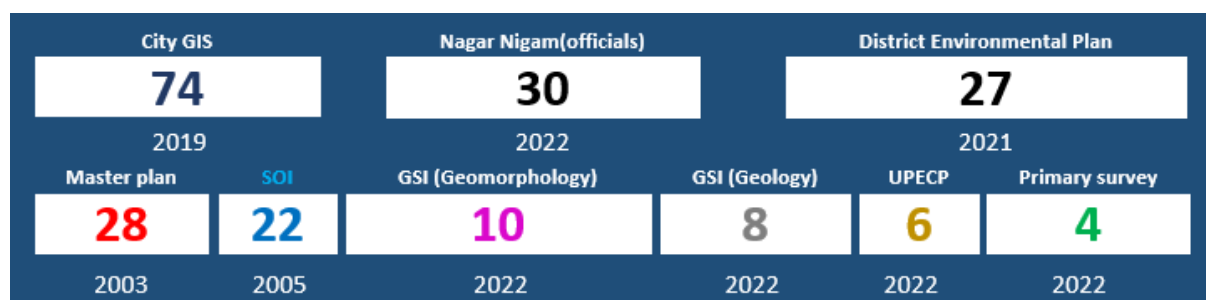 City GIS Nagar Nigam(officials) District Environmental Plan
74 30 27
2019 2022 2021
Master plan SOI GSI (Geomorphology) GSI (Geology) UPECP Primary survey
28 22 10 8 6 4
2003 2005 2022 2022 2022 2022